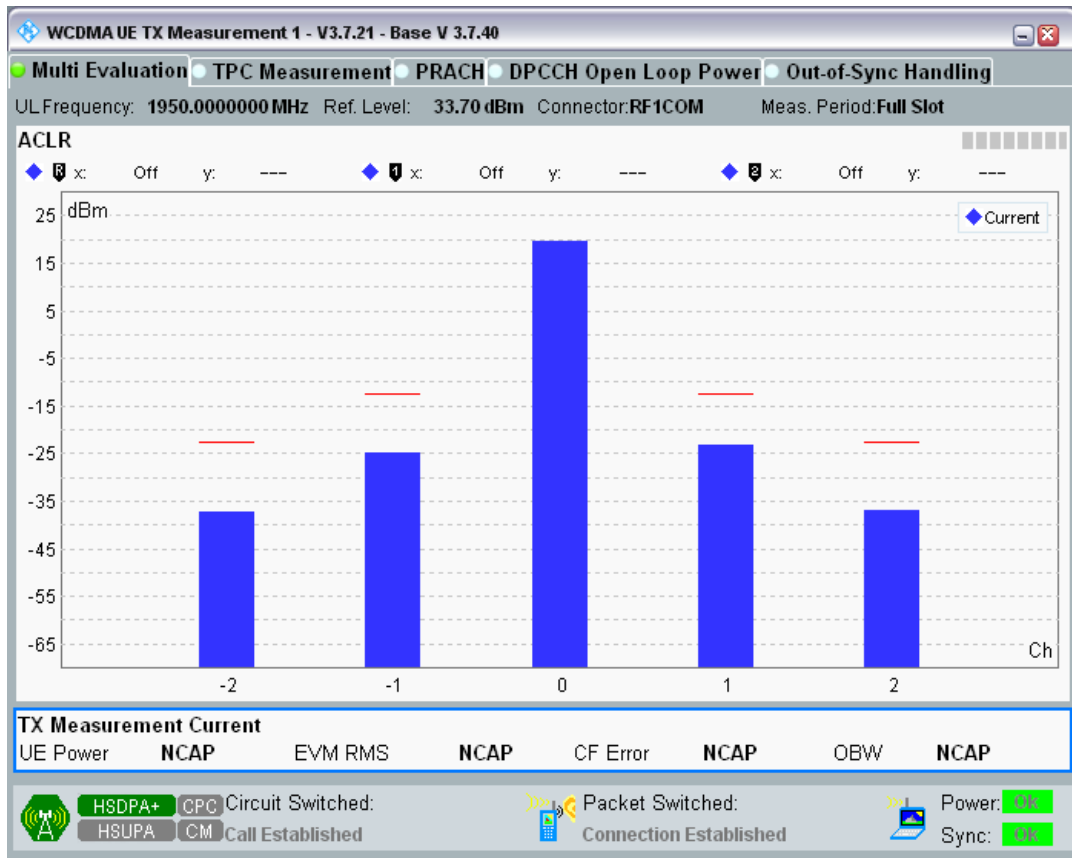 WCDMA UE TX Measurement 1 - V3.7.21 - Base V 3.7.40
Multi Evaluation TPC Measurement PRACH DPCCH Open Loop Power Out-of-Sync Handling
UL Frequency: 1950.0000000 MHz Ref. Level: 33.70 dBm Connector:RF1COM Meas. Period:Full Slot
ACLR
R x: Off y: --- 1 x: Off y: --- 2 x: Off y: ---
dBm
Current
25
15
5
-5
-15
-25
-35
-45
-55
-65
Ch
-2 -1 0 1 2
TX Measurement Current
UE Power NCAP EVM RMS NCAP CF Error NCAP OBW NCAP
HSDPA+ CPC Circuit Switched: Packet Switched: Power: Ok
HSUPA CM Call Established Connection Established Sync: Ok